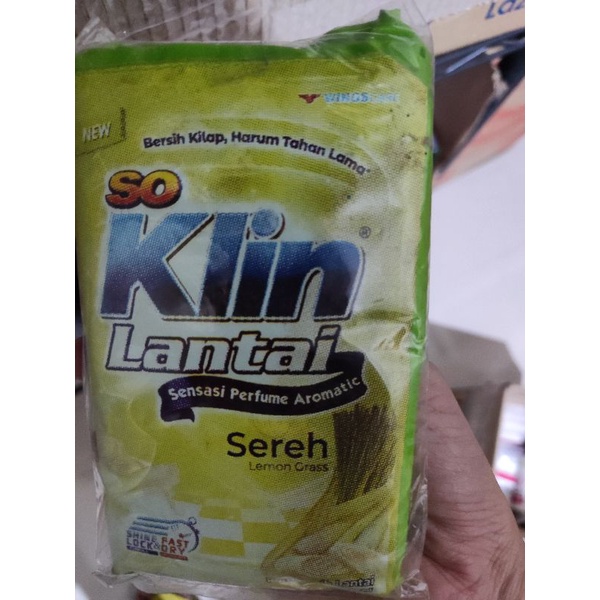 WINGS
NEW
Bersih Kilap, Harum Tahan Lama*
SO
Klin
®
Lantai
Sensasi Perfume Aromatic
Sereh
Lemon Grass
SHINE FAST
LOCK & DRY
Lantai